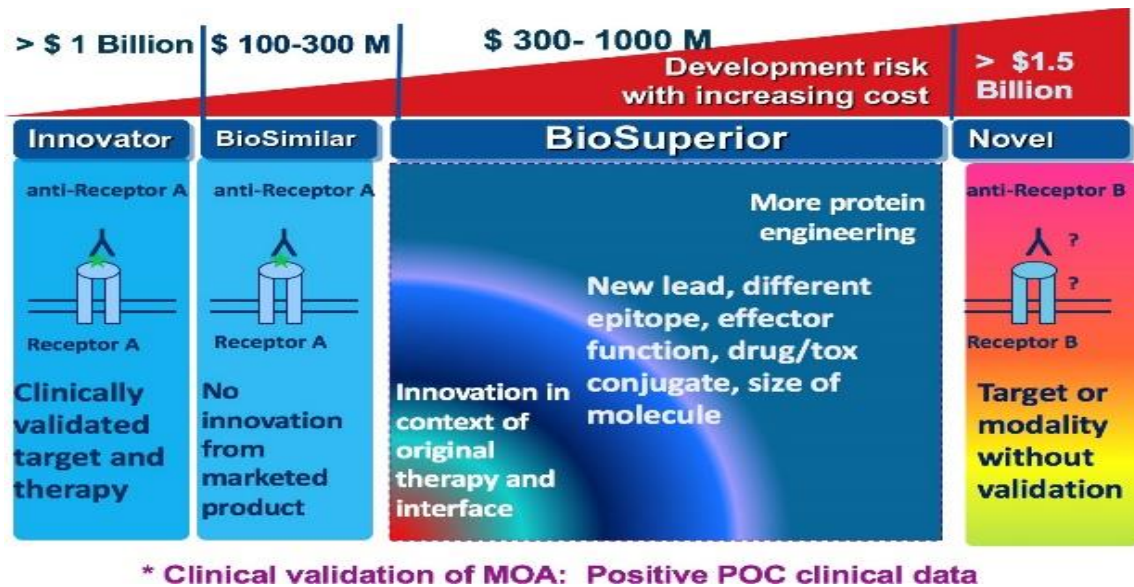 > $ 1 Billion
$ 100-300 M
$ 300- 1000 M
Development risk
with increasing cost
> $1.5
Billion
Innovator
BioSimilar
BioSuperior
Novel
anti-Receptor A
Receptor A
Clinically
validated
target and
therapy
anti-Receptor A
Receptor A
No
innovation
from
marketed
product
More protein
engineering
New lead, different
epitope, effector
function, drug/tox
conjugate, size of
molecule
Innovation in
context of
original
therapy and
interface
anti-Receptor B
?
?
Receptor B
Target or
modality
without
validation
* Clinical validation of MOA: Positive POC clinical data